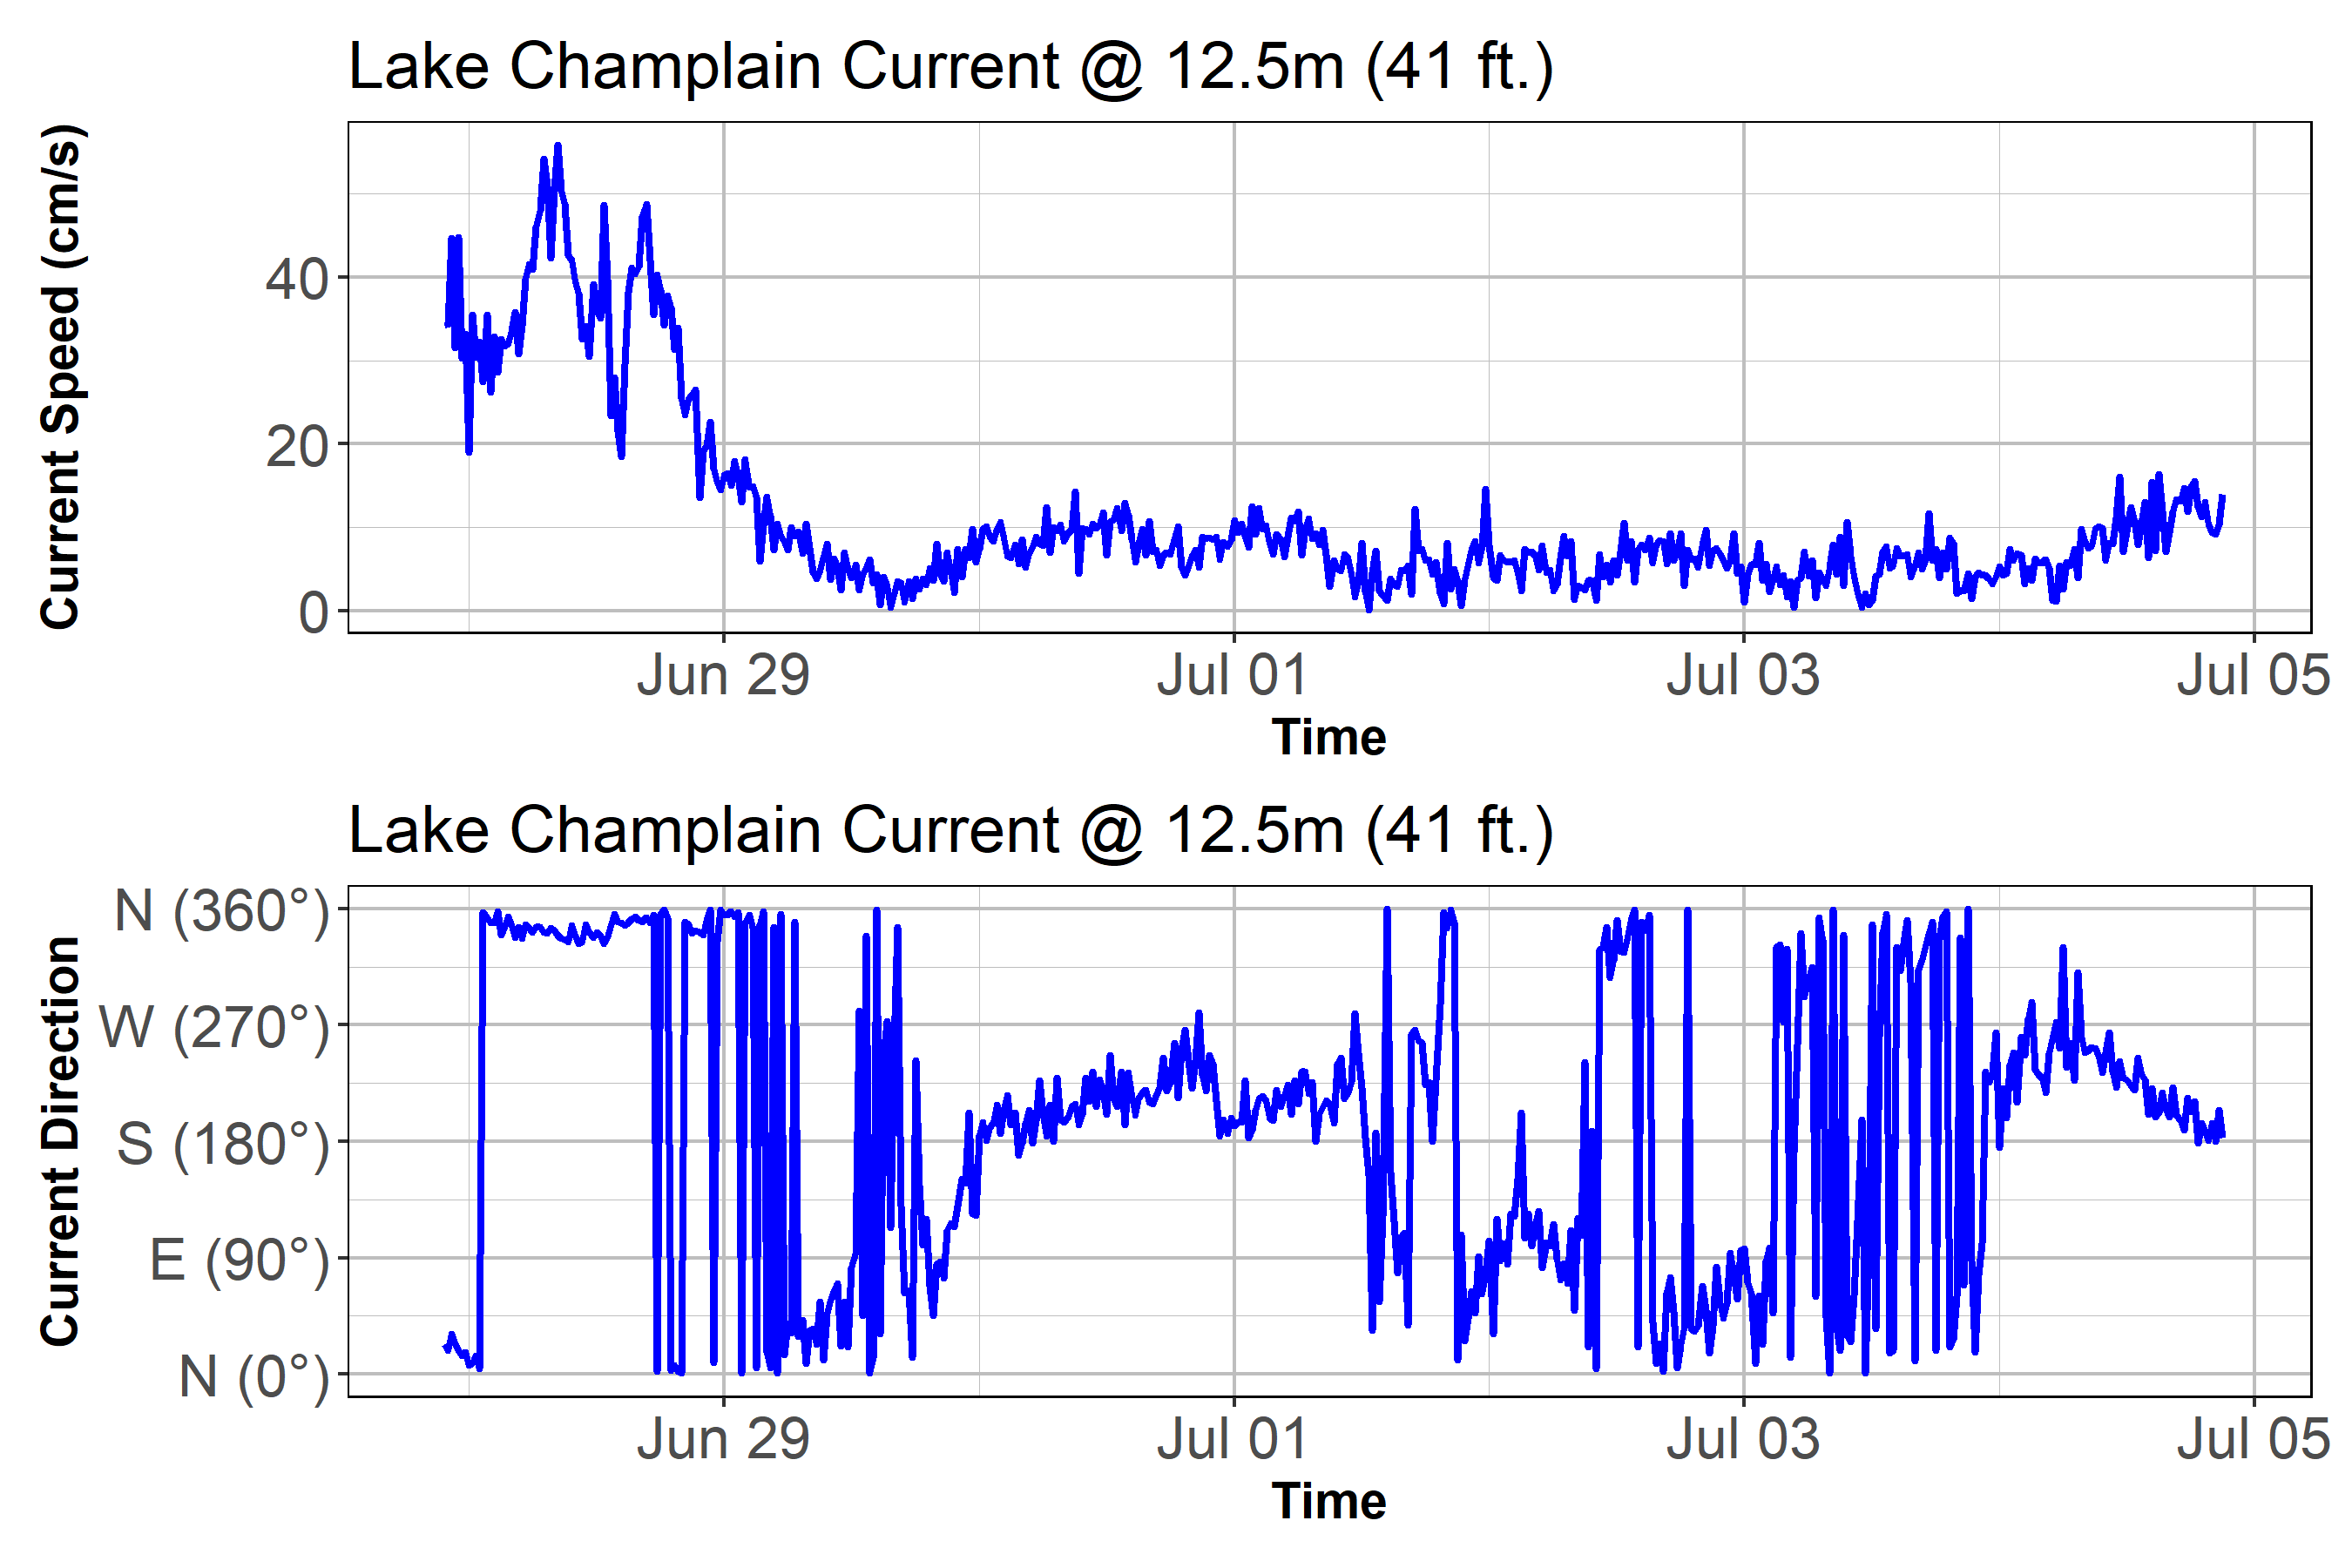 Lake Champlain Current @ 12.5m (41 ft.)
Current Speed (cm/s)
40
20
0
Jun 29 Jul 01 Jul 03 Jul 05
Time
Lake Champlain Current @ 12.5m (41 ft.)
Current Direction
N (360°)
W (270°)
S (180°)
E (90°)
N (0°)
Jun 29 Jul 01 Jul 03 Jul 05
Time